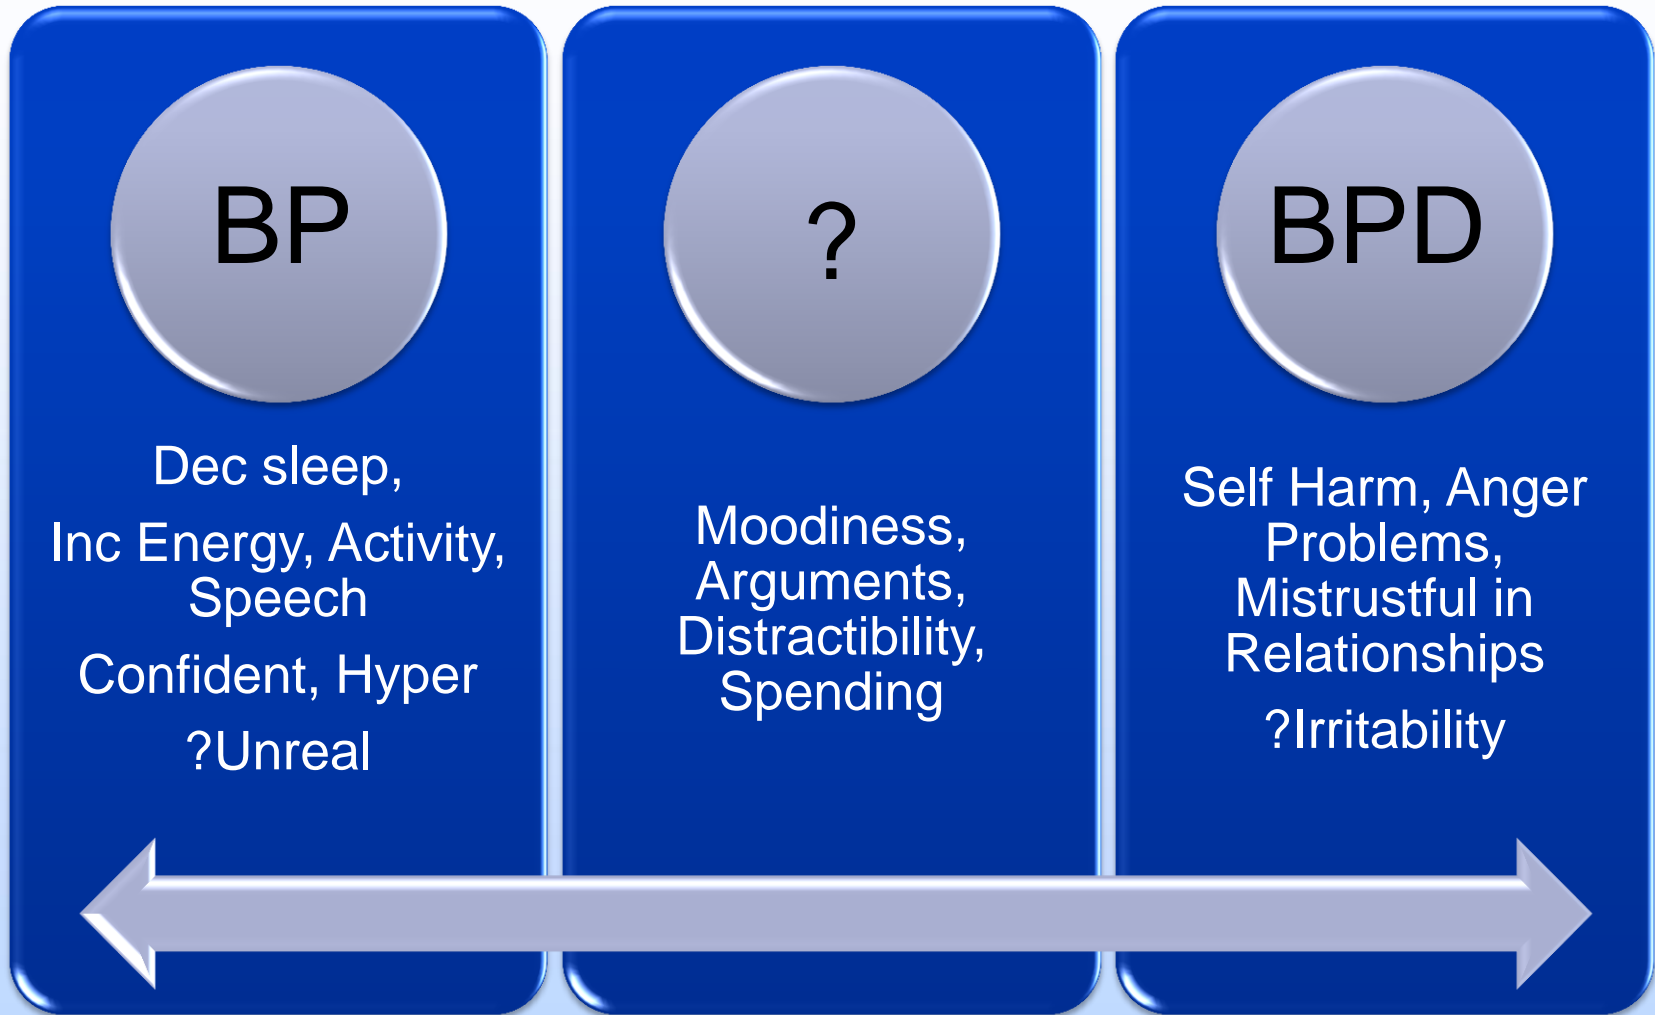 BP
Dec sleep,
Inc Energy, Activity,
Speech
Confident, Hyper
?Unreal
?
Moodiness,
Arguments,
Distractibility,
Spending
BPD
Self Harm, Anger
Problems,
Mistrustful in
Relationships
?Irritability